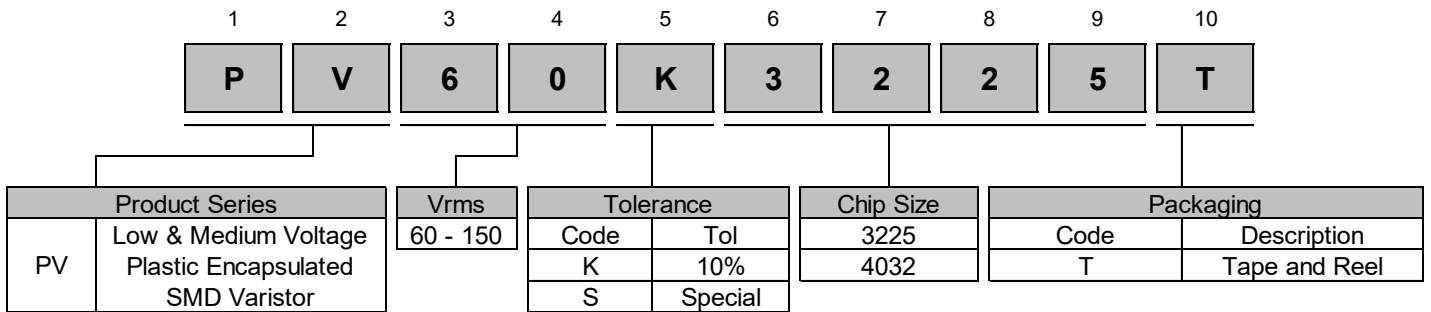 1 2 3 4 5 6 7 8 9 10
P V 6 0 K 3 2 2 5 T
Product Series
PV
Low & Medium Voltage
Plastic Encapsulated
SMD Varistor
Vrms
60 - 150
Tolerance
Code Tol
K 10%
S Special
Chip Size
3225
4032
Packaging
Code Description
T Tape and Reel